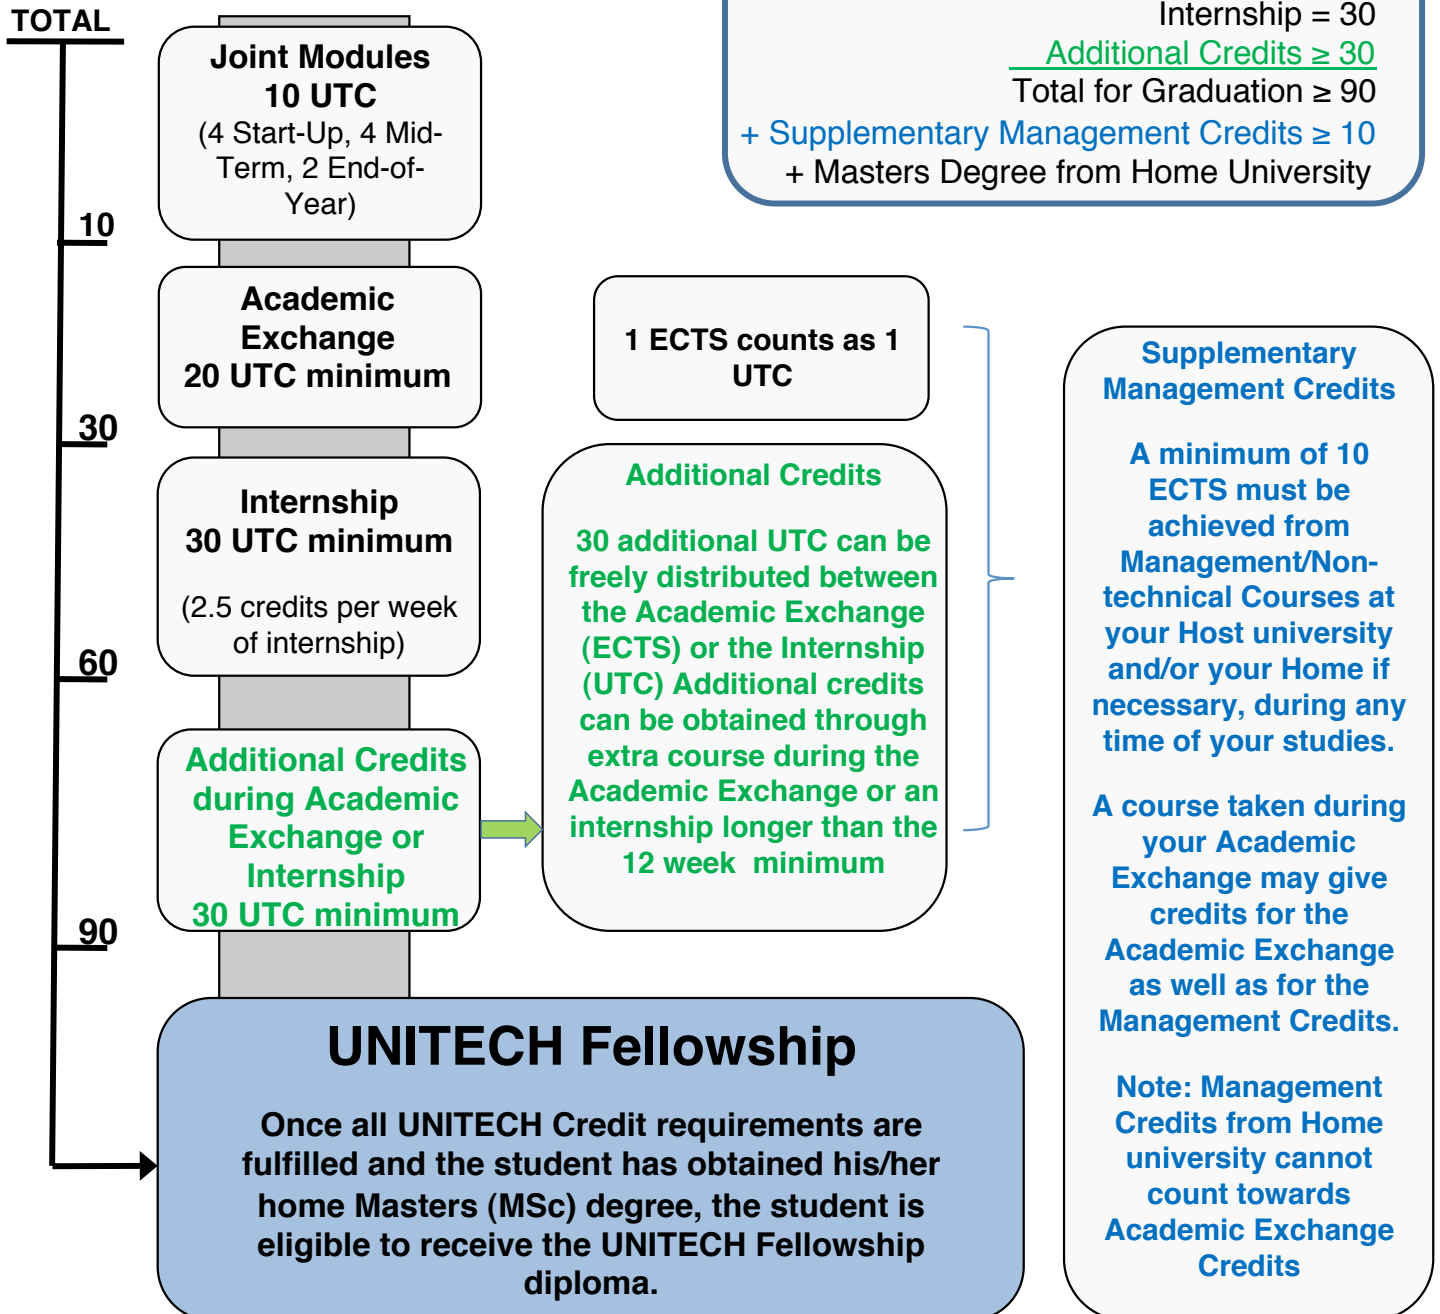 TOTAL
10
30
60
90
Joint Modules
10 UTC
(4 Start-Up, 4 Mid-
Term, 2 End-of-
Year)
Academic
Exchange
20 UTC minimum
Internship
30 UTC minimum
(2.5 credits per week
of internship)
Additional Credits
during Academic
Exchange or
Internship
30 UTC minimum
Internship = 30
Additional Credits ≥ 30
Total for Graduation ≥ 90
+ Supplementary Management Credits ≥ 10
+ Masters Degree from Home University
1 ECTS counts as 1
UTC
Additional Credits
30 additional UTC can be
freely distributed between
the Academic Exchange
(ECTS) or the Internship
(UTC) Additional credits
can be obtained through
extra course during the
Academic Exchange or an
internship longer than the
12 week minimum
Supplementary
Management Credits
A minimum of 10
ECTS must be
achieved from
Management/Non-
technical Courses at
your Host university
and/or your Home if
necessary, during any
time of your studies.
A course taken during
your Academic
Exchange may give
credits for the
Academic Exchange
as well as for the
Management Credits.
Note: Management
Credits from Home
university cannot
count towards
Academic Exchange
Credits
UNITECH Fellowship
Once all UNITECH Credit requirements are
fulfilled and the student has obtained his/her
home Masters (MSc) degree, the student is
eligible to receive the UNITECH Fellowship
diploma.